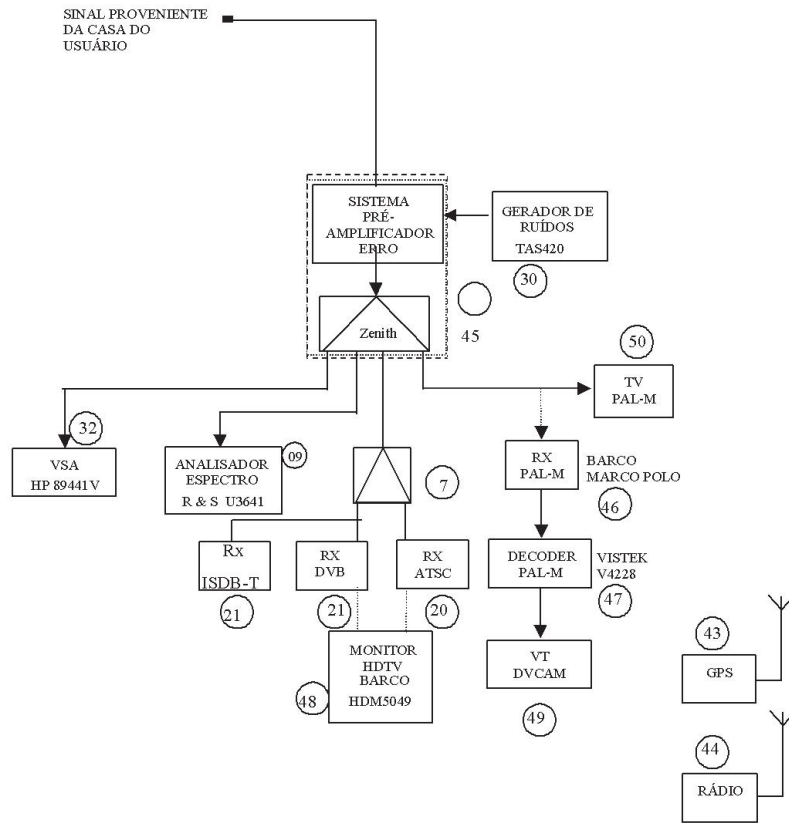 SINAL PROVENIENTE
DA CASA DO
USUÁRIO
SISTEMA
PRÉ-
AMPLIFICADOR
ERRO
GERADOR DE
RUÍDOS
TAS420
30
Zenith
45
50
TV
PAL-M
32
VSA
HP 89441V
09
ANALISADOR
ESPECTRO
R & S U3641
7
RX
PAL-M
BARCO
MARCO POLO
46
Rx
ISDB-T
21
RX
DVB
21
RX
ATSC
20
DECODER
PAL-M
VISTEK
V4228
47
MONITOR
HDTV
BARCO
HDM5049
48
VT
DVCAM
49
43
GPS
44
RÁDIO